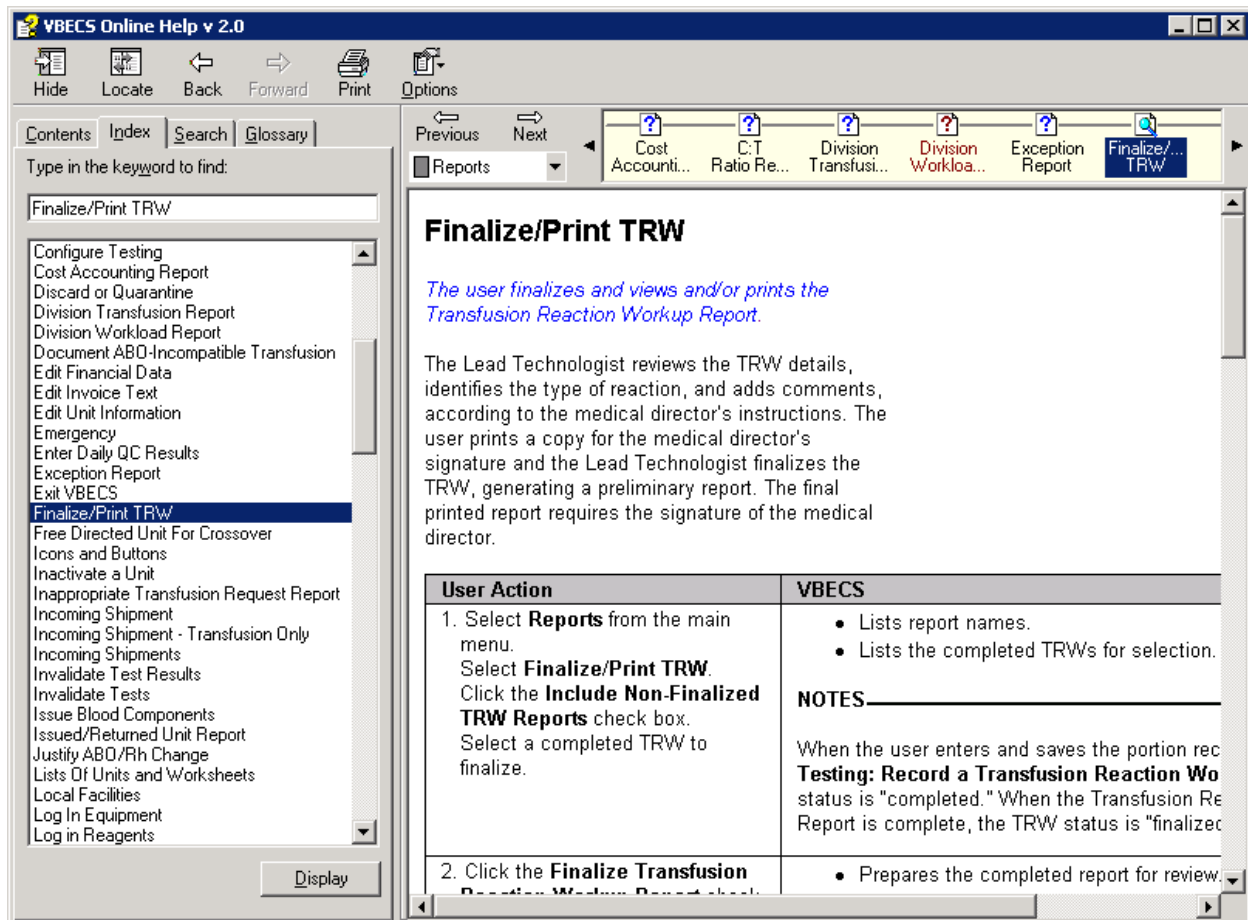 VBECS Online Help v 2.0
Hide Locate Back Forward Print Options
Contents Index Search Glossary
Type in the keyword to find:
Finalize/Print TRW
Configure Testing
Cost Accounting Report
Discard or Quarantine
Division Transfusion Report
Division Workload Report
Document ABO-Incompatible Transfusion
Edit Financial Data
Edit Invoice Text
Edit Unit Information
Emergency
Enter Daily QC Results
Exception Report
Exit VBECS
Finalize/Print TRW
Free Directed Unit For Crossover
Icons and Buttons
Inactivate a Unit
Inappropriate Transfusion Request Report
Incoming Shipment
Incoming Shipment - Transfusion Only
Incoming Shipments
Invalidate Test Results
Invalidate Tests
Issue Blood Components
Issued/Returned Unit Report
Justify ABO/Rh Change
Lists Of Units and Worksheets
Local Facilities
Log In Equipment
Log in Reagents
Display
Previous Next
Reports
Cost
Accounti...
C:T
Ratio Re...
Division
Transfusi...
Division
Workloa...
Exception
Report
Finalize/...
TRW
Finalize/Print TRW
The user finalizes and views and/or prints the
Transfusion Reaction Workup Report.
The Lead Technologist reviews the TRW details,
identifies the type of reaction, and adds comments,
according to the medical director's instructions. The
user prints a copy for the medical director's
signature and the Lead Technologist finalizes the
TRW, generating a preliminary report. The final
printed report requires the signature of the medical
director.
User Action
1. Select Reports from the main
menu.
Select Finalize/Print TRW.
Click the Include Non-Finalized
TRW Reports check box.
Select a completed TRW to
finalize.
VBECS
• Lists report names.
• Lists the completed TRWs for selection.
NOTES
When the user enters and saves the portion rec
Testing: Record a Transfusion Reaction Wo
status is "completed." When the Transfusion Re
Report is complete, the TRW status is "finalized
2. Click the Finalize Transfusion
Reaction Workup Report check
• Prepares the completed report for review.